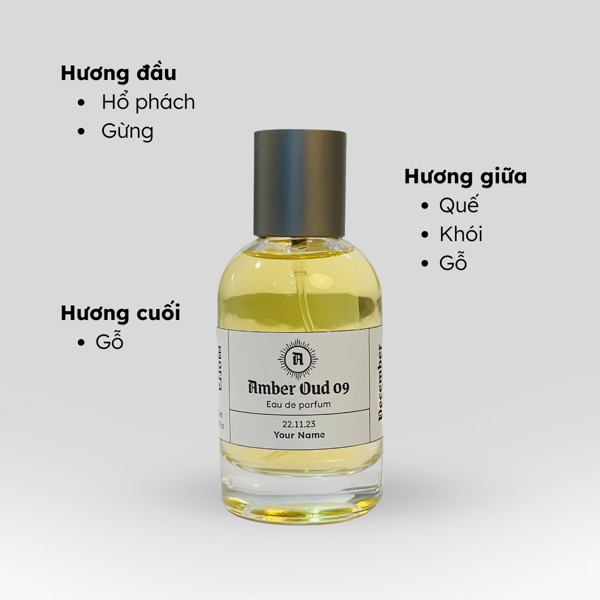 Hương đầu
Hổ phách
Gừng
Hương giữa
Quế
Khói
Gỗ
Hương cuối
Gỗ
A
Amber Oud 09
Eau de parfum
22.11.23
Your Name
December